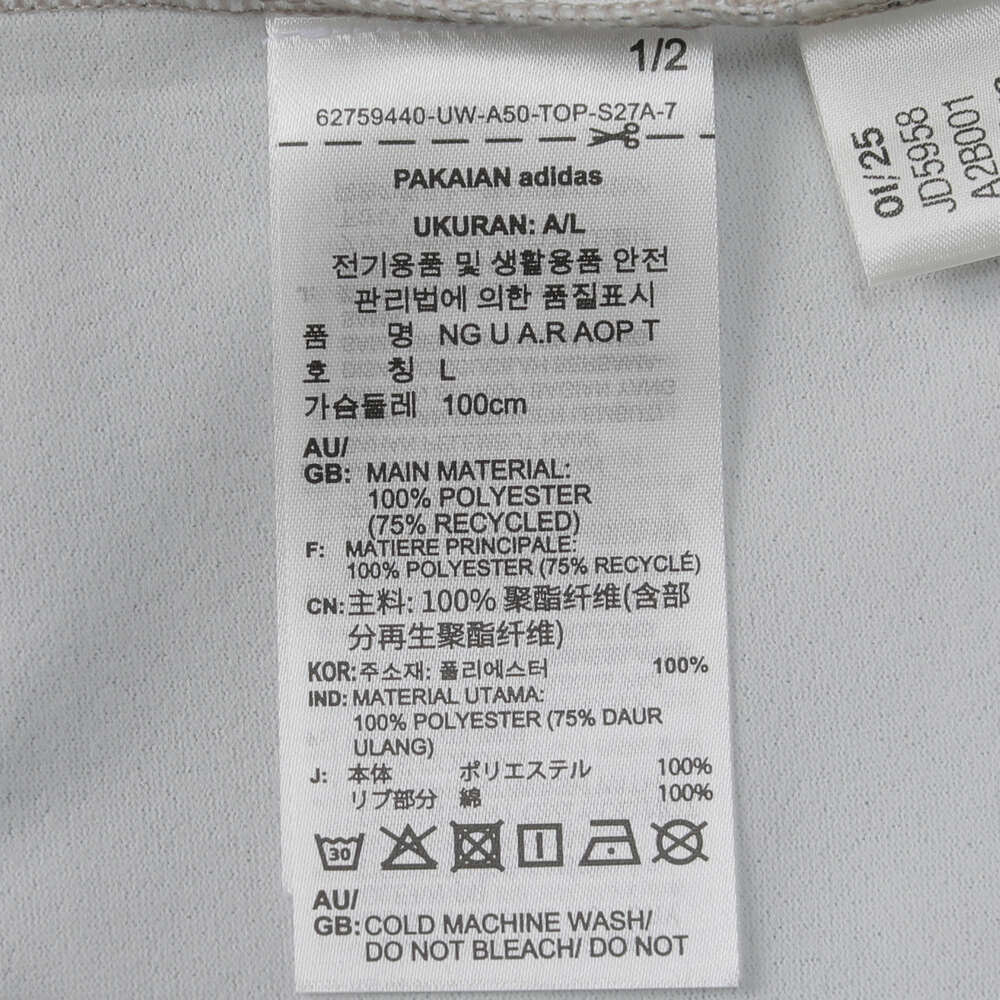 1/2
62759440-UW-A50-TOP-S27A-7
PAKAIAN adidas
UKURAN: A/L
전기용품 및 생활용품 안전
관리법에 의한 품질표시
품 명 NG U A.R AOP T
호 칭 L
가슴둘레 100cm
AU/
GB: MAIN MATERIAL:
100% POLYESTER
(75% RECYCLED)
F: MATIERE PRINCIPALE:
100% POLYESTER (75% RECYCLÉ)
CN: 主料: 100% 聚酯纤维(含部
分再生聚酯纤维)
KOR: 주소재: 폴리에스터 100%
IND: MATERIAL UTAMA:
100% POLYESTER (75% DAUR
ULANG)
J: 本体 ポリエステル 100%
リブ部分 綿 100%
30
AU/
GB: COLD MACHINE WASH/
DO NOT BLEACH/ DO NOT
01/25
JD5958
A2B001